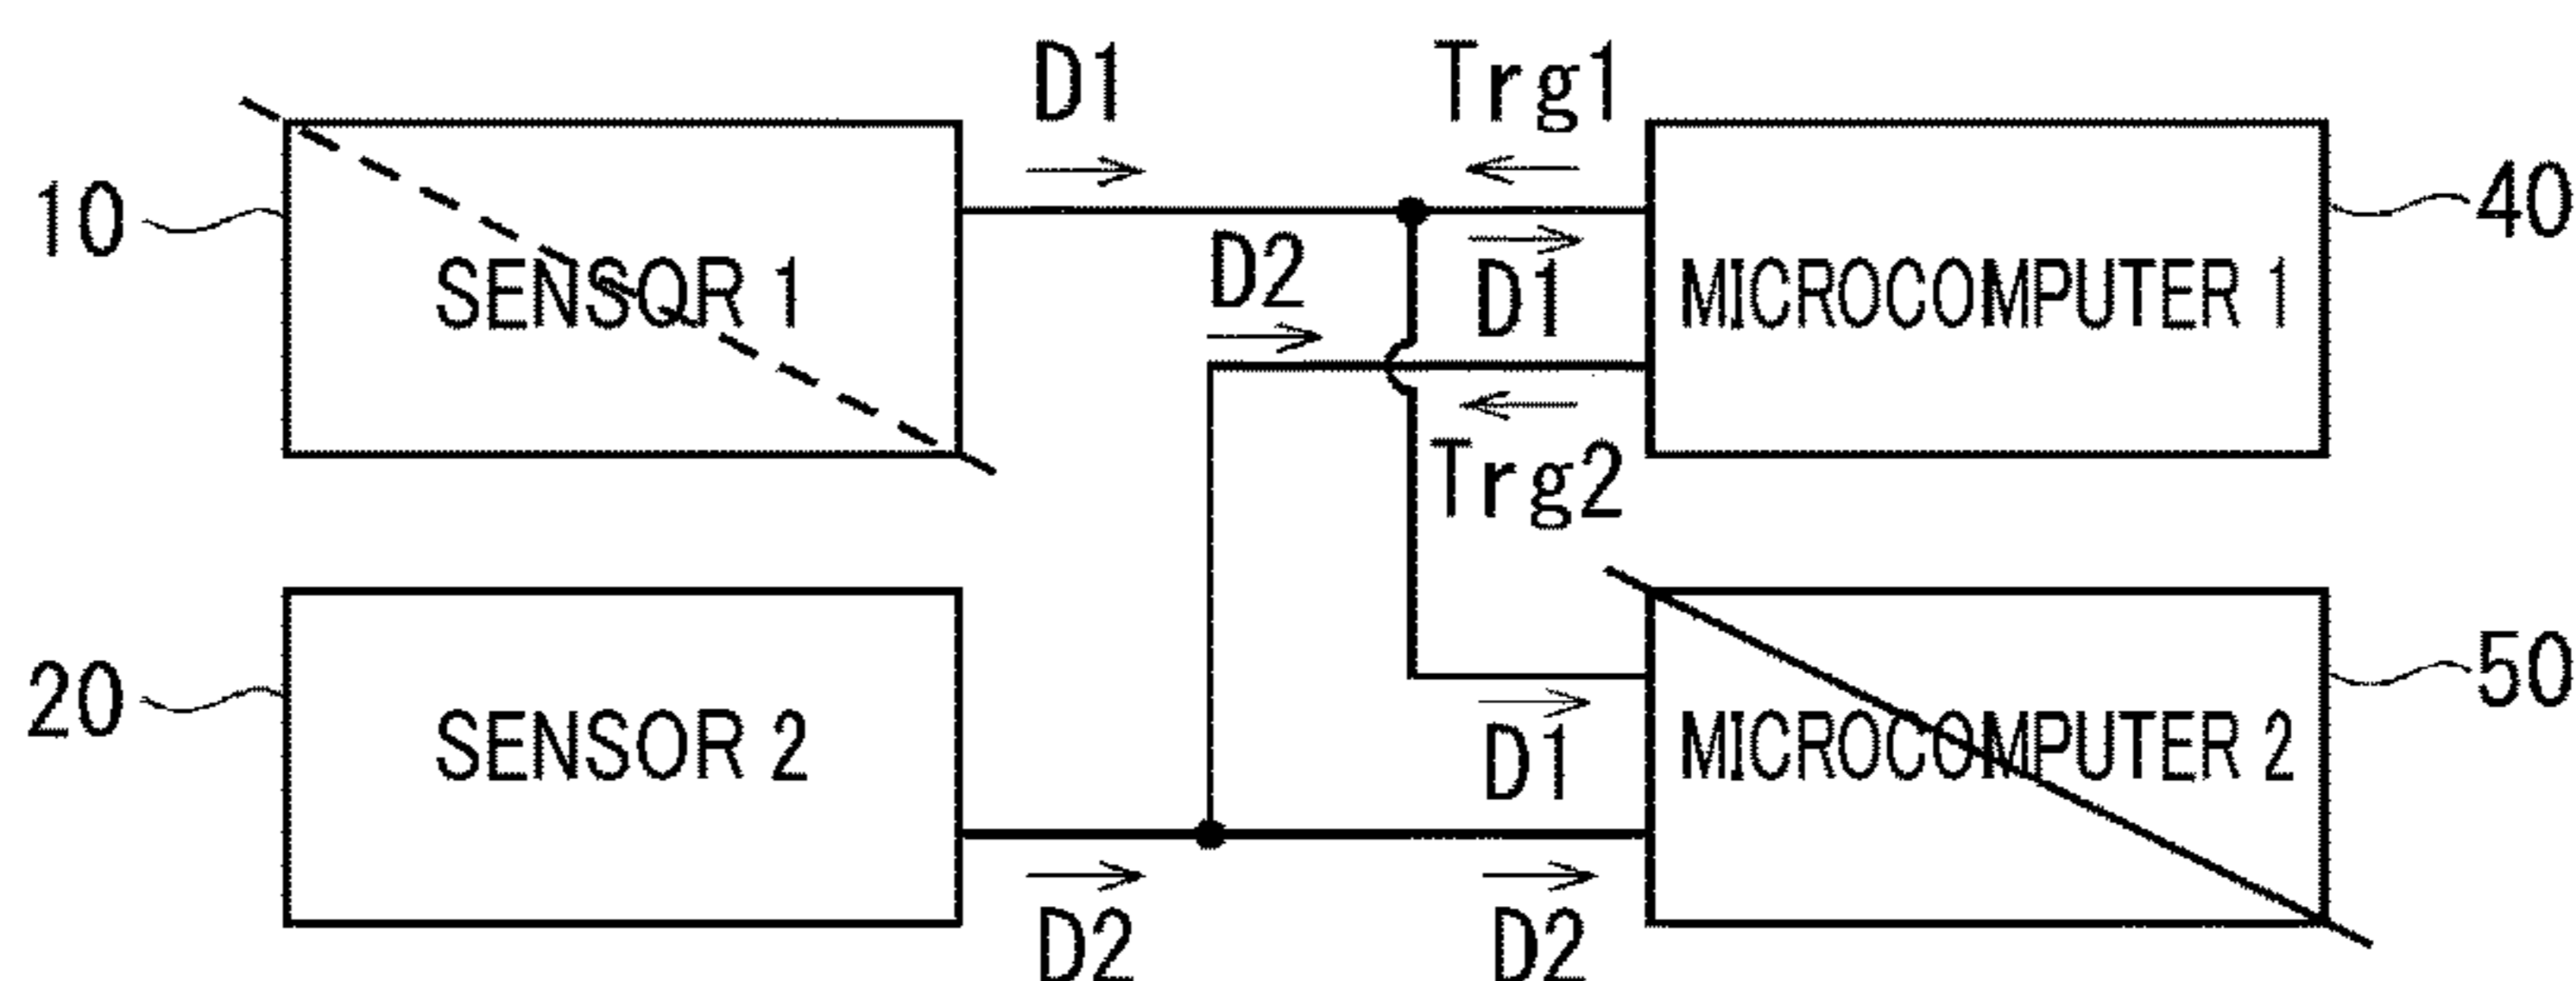 D1
Trg1
10
40
SENSOR 1
D2
D1
MICROCOMPUTER 1
Trg2
20
50
SENSOR 2
D1
MICROCOMPUTER 2
D2
D2